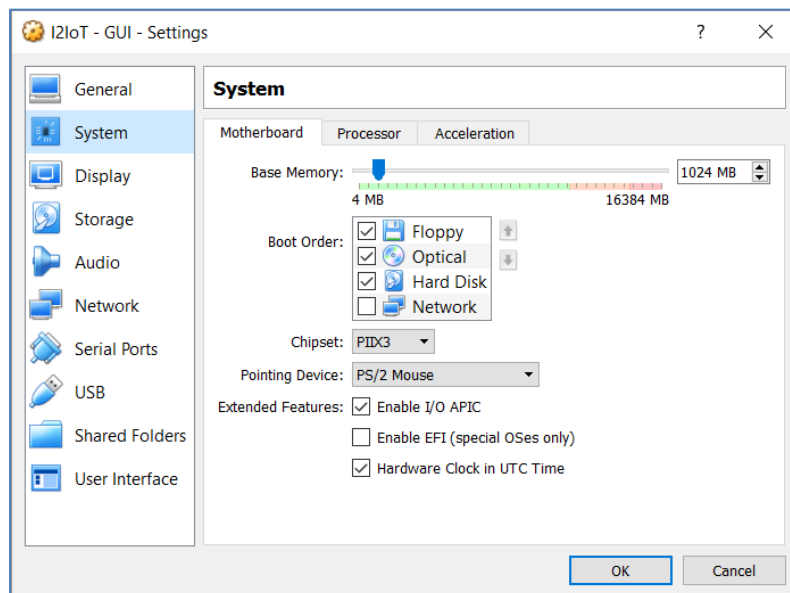 I2IoT - GUI - Settings ?
General
System
Display
Storage
Audio
Network
Serial Ports
USB
Shared Folders
User Interface
System
Motherboard Processor Acceleration
Base Memory: 1024 MB
4 MB 16384 MB
Boot Order:
Floppy
Optical
Hard Disk
Network
Chipset: PIIX3
Pointing Device: PS/2 Mouse
Extended Features: Enable I/O APIC
Enable EFI (special OSes only)
Hardware Clock in UTC Time
OK Cancel